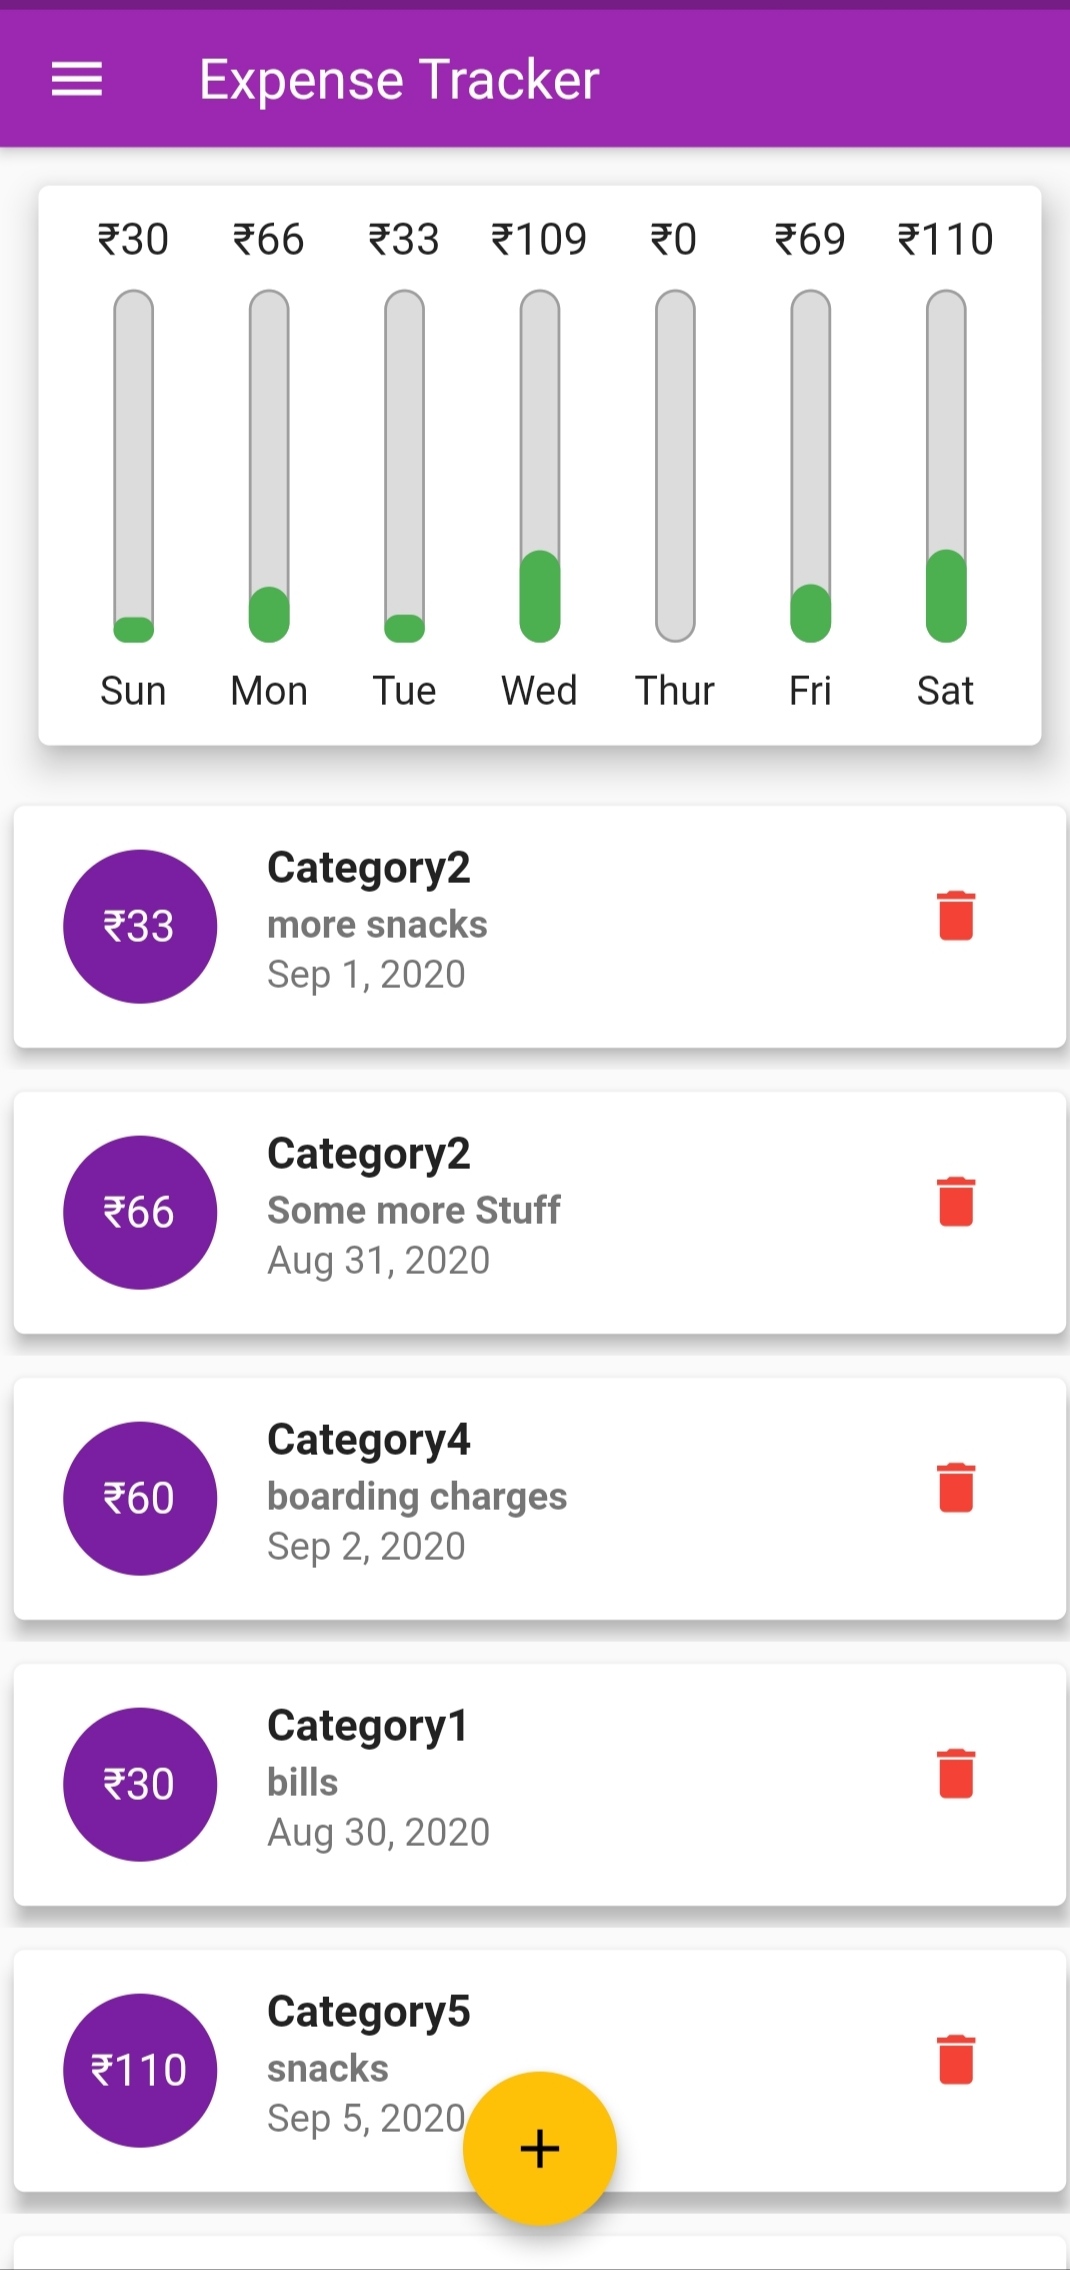 Expense Tracker
₹30 ₹66 ₹33 ₹109 ₹0 ₹69 ₹110
Sun Mon Tue Wed Thur Fri Sat
₹33
Category2
more snacks
Sep 1, 2020
₹66
Category2
Some more Stuff
Aug 31, 2020
₹60
Category4
boarding charges
Sep 2, 2020
₹30
Category1
bills
Aug 30, 2020
₹110
Category5
snacks
Sep 5, 2020
+